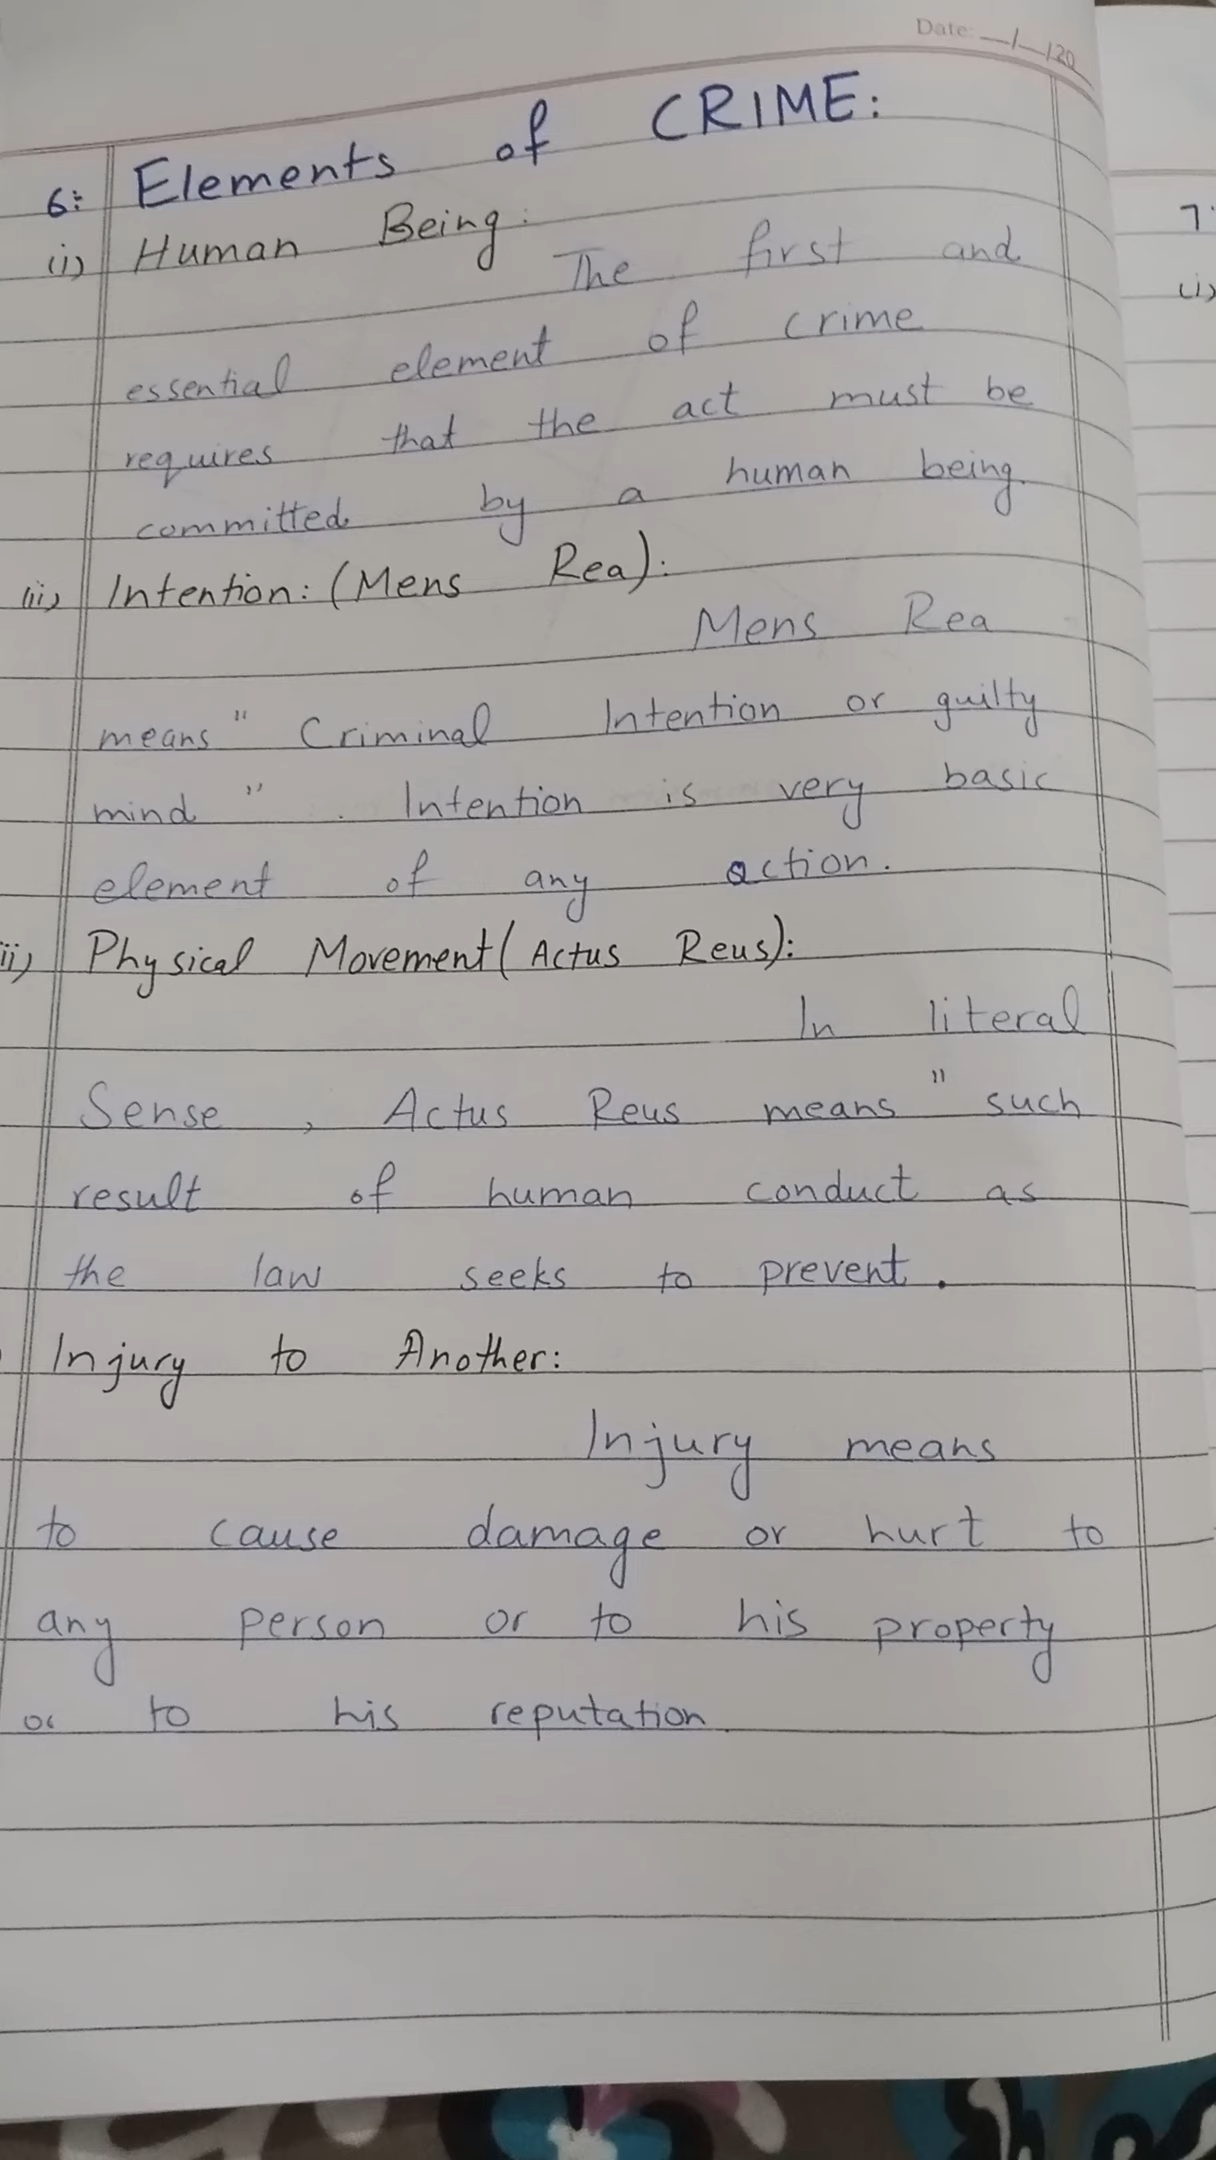 Date: __/__/20
6: Elements of CRIME:
(i) Human Being:
The first and
essential element of crime
requires that the act must be
committed by a human being.
(ii) Intention: (Mens Rea):
Mens Rea
means " Criminal Intention or guilty
mind " . Intention is very basic
element of any action.
ii) Physical Movement (Actus Reus):
In literal
Sense , Actus Reus means " such
result of human conduct as
the law seeks to prevent .
Injury to Another:
Injury means
to cause damage or hurt to
any person or to his property
or to his reputation
7
(i)